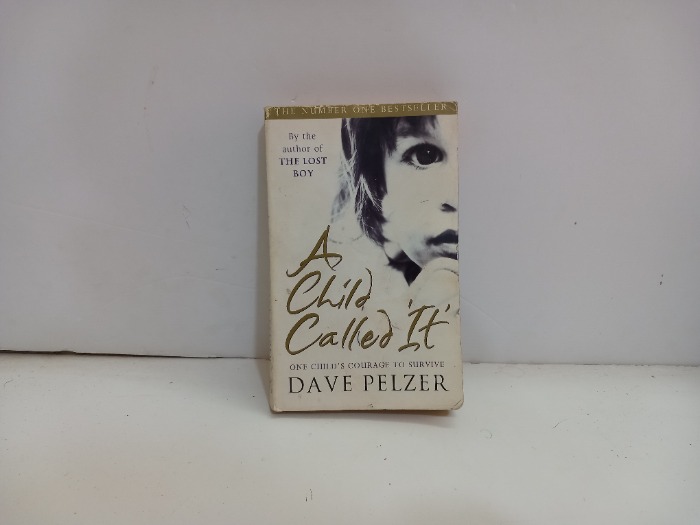 THE NUMBER ONE BESTSELLER
By the
author of
THE LOST
BOY
A
Child
Called 'It'
ONE CHILD'S COURAGE TO SURVIVE
DAVE PELZER